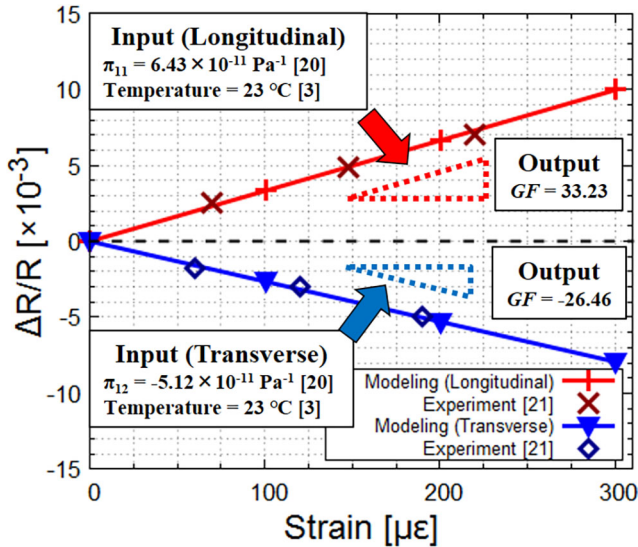 Input (Longitudinal)
π11 = 6.43 × 10-11 Pa-1 [20]
Temperature = 23 °C [3]
Output
GF = 33.23
Output
GF = -26.46
Input (Transverse)
π12 = -5.12 × 10-11 Pa-1 [20]
Temperature = 23 °C [3]
Modeling (Longitudinal)
Experiment [21]
Modeling (Transverse)
Experiment [21]
ΔR/R [×10-3]
15
10
5
0
-5
-10
-15
0
100
200
300
Strain [με]